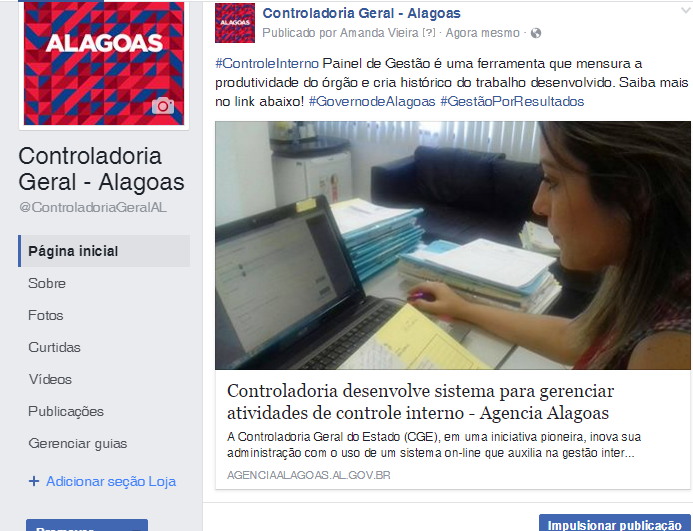 ALAGOAS
Controladoria
Geral - Alagoas
@ControladoriaGeralAL
Página inicial
Sobre
Fotos
Curtidas
Vídeos
Publicações
Gerenciar guias
+ Adicionar seção Loja
ALAGOAS
Controladoria Geral - Alagoas
Publicado por Amanda Vieira [?] · Agora mesmo ·
#ControleInterno Painel de Gestão é uma ferramenta que mensura a
produtividade do órgão e cria histórico do trabalho desenvolvido. Saiba mais
no link abaixo! #GovernodeAlagoas #GestãoPorResultados
Controladoria desenvolve sistema para gerenciar
atividades de controle interno - Agencia Alagoas
A Controladoria Geral do Estado (CGE), em uma iniciativa pioneira, inova sua
administração com o uso de um sistema on-line que auxilia na gestão inter...
AGENCIAALAGOAS.AL.GOV.BR
Impulsionar publicação